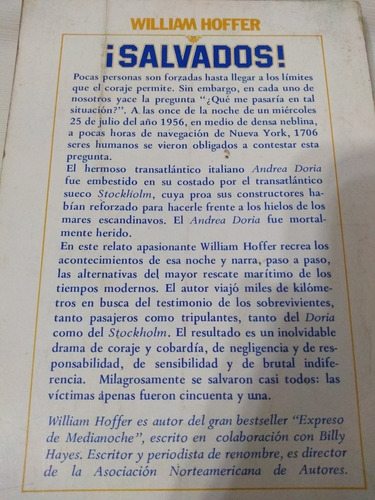 WILLIAM HOFFER
¡SALVADOS!
Pocas personas son forzadas hasta llegar a los límites
que el coraje permite. Sin embargo, en cada uno de
nosotros yace la pregunta "¿Qué me pasaría en tal
situación?". A las once de la noche de un miércoles
25 de julio del año 1956, en medio de densa neblina,
a pocas horas de navegación de Nueva York, 1706
seres humanos se vieron obligados a contestar esta
pregunta.
El hermoso transatlántico italiano Andrea Doria
fue embestido en su costado por el transatlántico
sueco Stockholm, cuya proa sus constructores ha-
bían reforzado para hacerle frente a los hielos de los
mares escandinavos. El Andrea Doria fue mortal-
mente herido.
En este relato apasionante William Hoffer recrea los
acontecimientos de esa noche y narra, paso a paso,
las alternativas del mayor rescate marítimo de los
tiempos modernos. El autor viajó miles de kilóme-
tros en busca del testimonio de los sobrevivientes,
tanto pasajeros como tripulantes, tanto del Doria
como del Stockholm. El resultado es un inolvidable
drama de coraje y cobardía, de negligencia y de res-
ponsabilidad, de sensibilidad y de brutal indife-
rencia. Milagrosamente se salvaron casi todos: las
víctimas ápenas fueron cincuenta y una.
William Hoffer es autor del gran bestseller "Expreso
de Medianoche", escrito en colaboración con Billy
Hayes. Escritor y periodista de renombre, es director
de la Asociación Norteamericana de Autores.